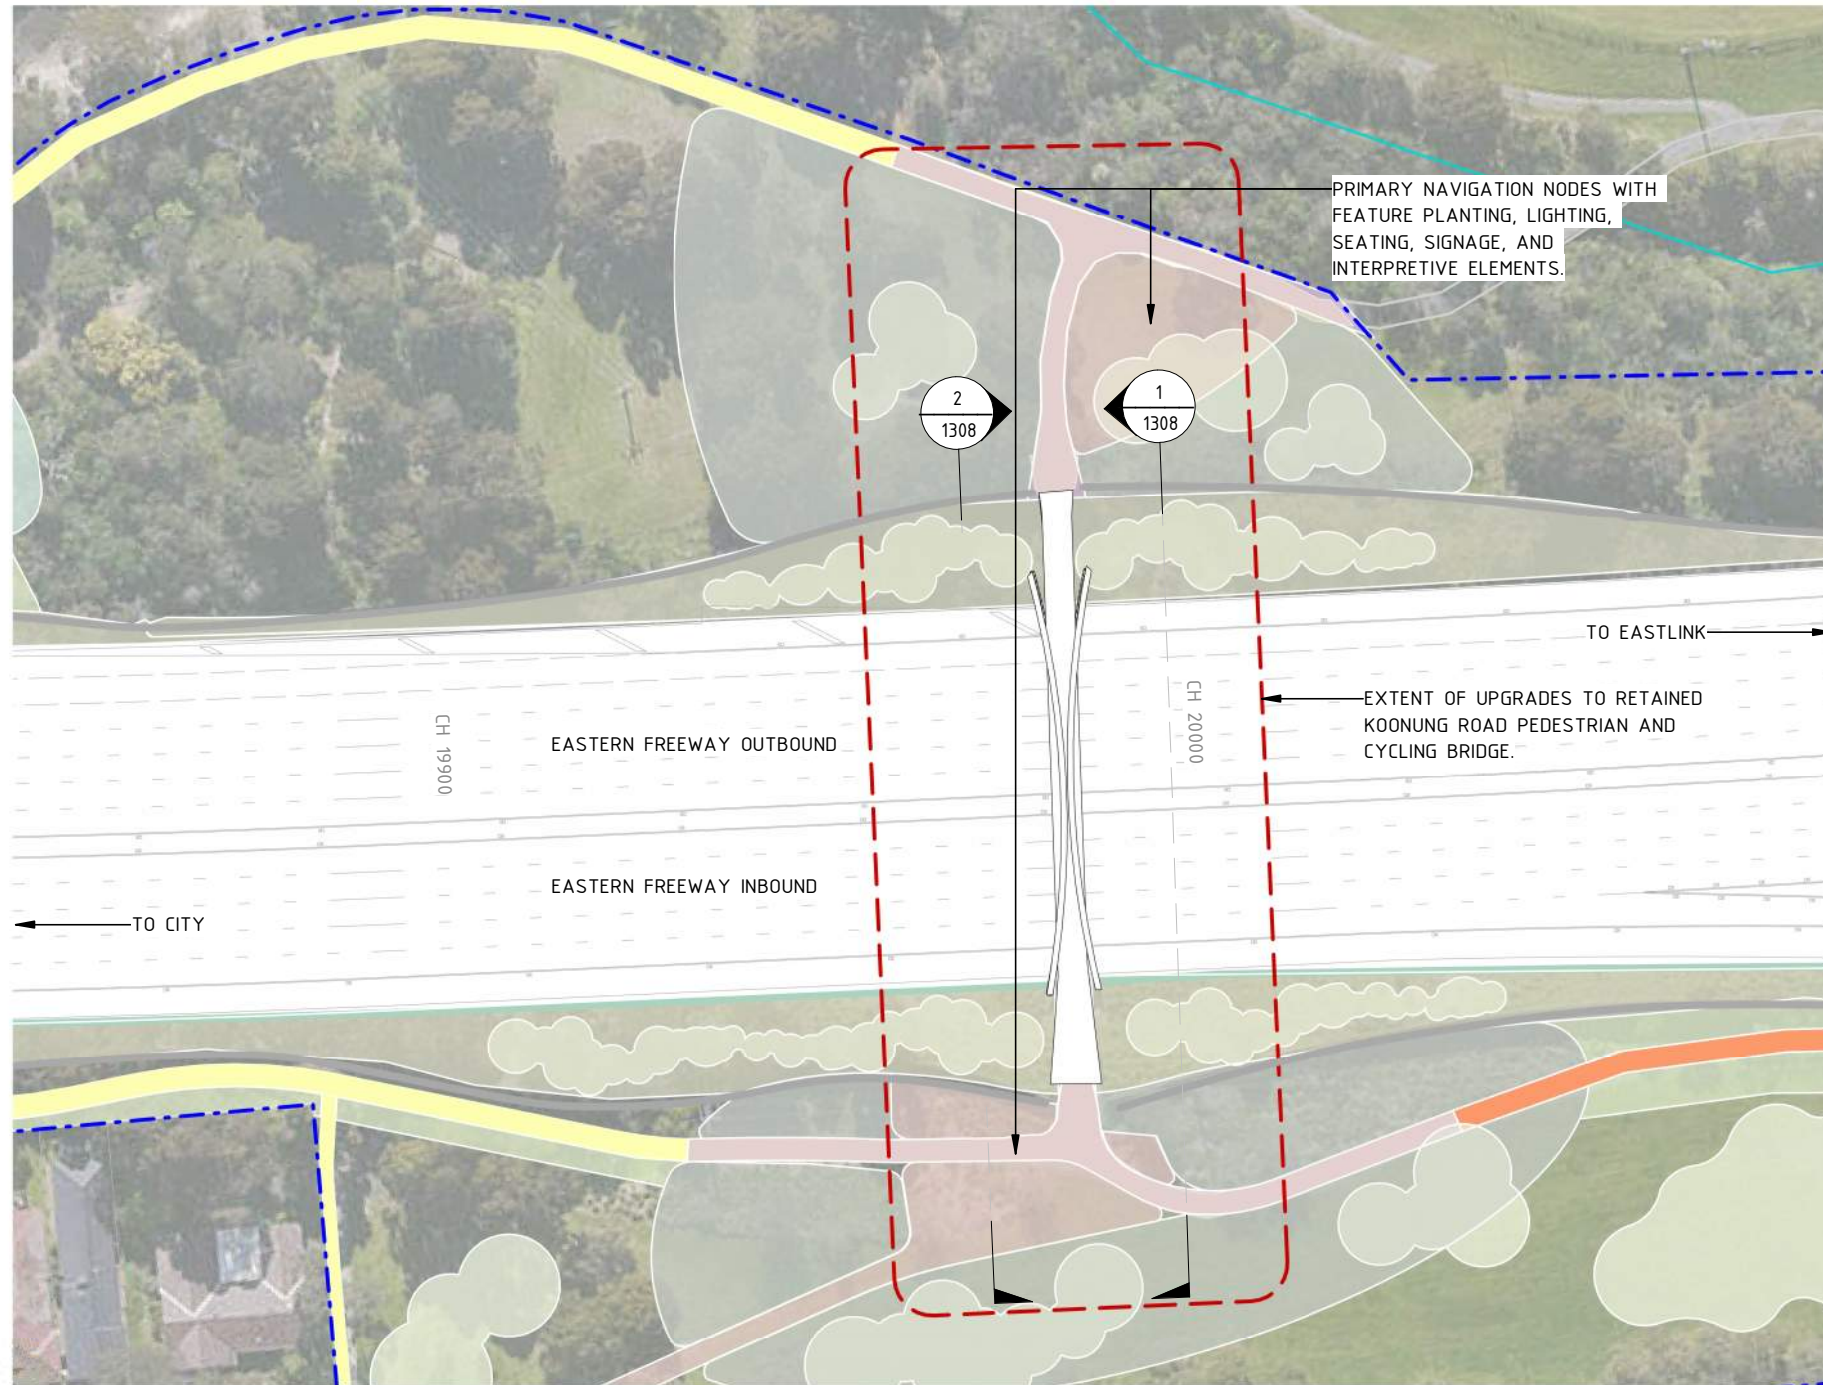 PRIMARY NAVIGATION NODES WITH
FEATURE PLANTING, LIGHTING,
SEATING, SIGNAGE, AND
INTERPRETIVE ELEMENTS.
2
1308
1
1308
TO EASTLINK
EXTENT OF UPGRADES TO RETAINED
KOONUNG ROAD PEDESTRIAN AND
CYCLING BRIDGE.
CH 19900
CH 20000
EASTERN FREEWAY OUTBOUND
EASTERN FREEWAY INBOUND
TO CITY